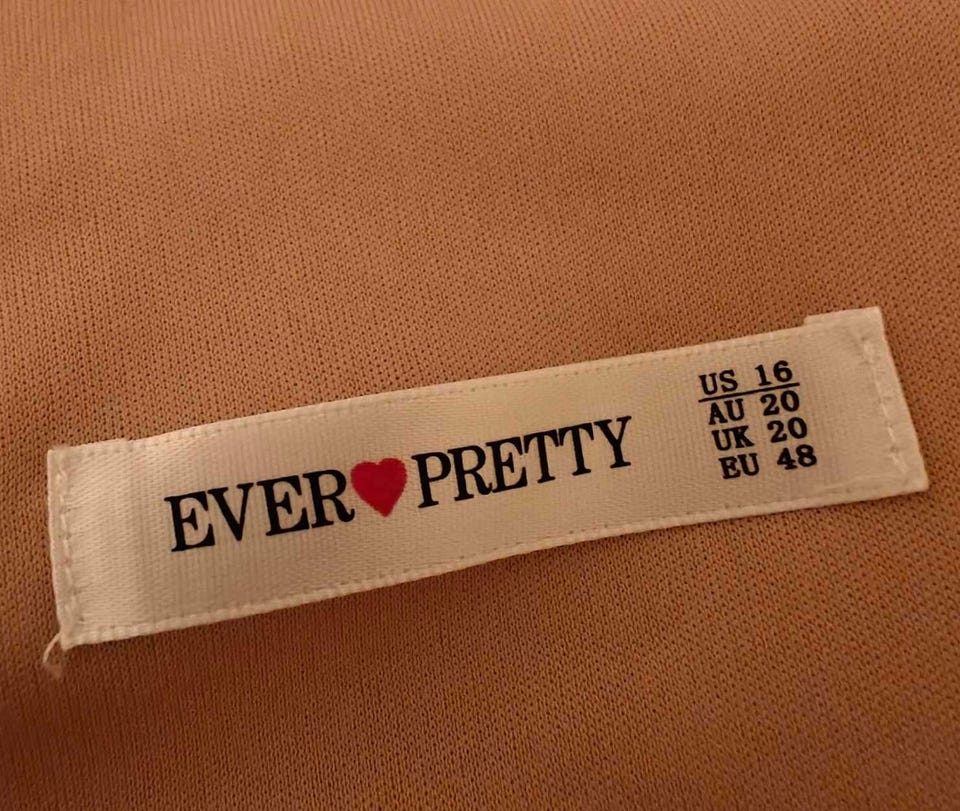 EVER♥PRETTY
US 16
AU 20
UK 20
EU 48